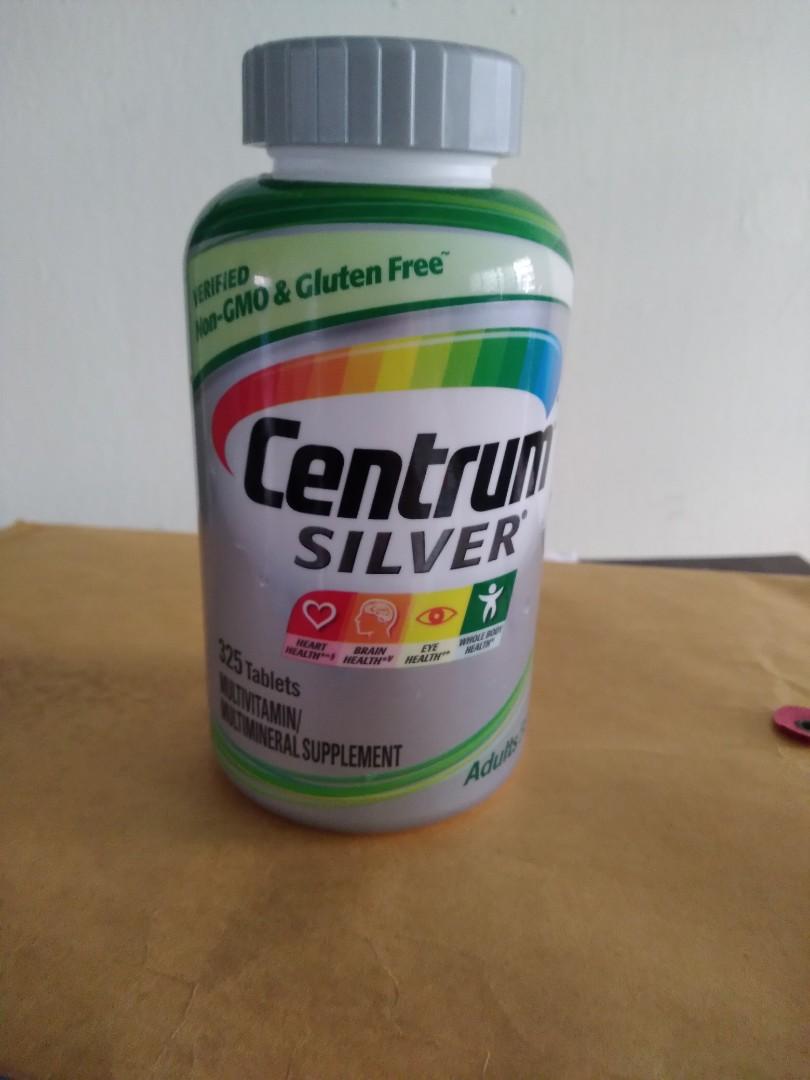 VERIFIED
Non-GMO & Gluten Free~
Centrum
SILVER®
HEART
HEALTH
BRAIN
HEALTH
EYE
HEALTH
WHOLE BODY
HEALTH
325 Tablets
MULTIVITAMIN/
MULTIMINERAL SUPPLEMENT
Adults